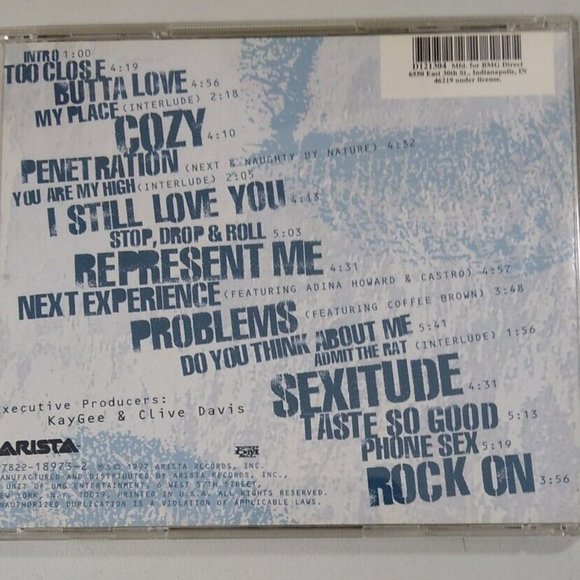 INTRO 1:00
TOO CLOSE 4:19
BUTTA LOVE 4:56
MY PLACE (INTERLUDE) 2:18
COZY 4:10
PENETRATION (NEXT & NAUGHTY BY NATURE) 4:32
YOU ARE MY HIGH (INTERLUDE) 2:05
I STILL LOVE YOU 4:13
STOP, DROP & ROLL 5:03
REPRESENT ME 4:31
NEXT EXPERIENCE (FEATURING ADINA HOWARD & CASTRO) 4:57
PROBLEMS (FEATURING COFFEE BROWN) 3:48
DO YOU THINK ABOUT ME 5:41
ADMIT THE RAT (INTERLUDE) 1:56
SEXITUDE 4:31
TASTE SO GOOD 5:13
PHONE SEX 5:19
ROCK ON 3:56
D121304 Mfd. for BMG Direct
6550 East 30th St., Indianapolis, IN
46219 under license.
xecutive Producers:
KayGee & Clive Davis
ARISTA
7822-18973-2 ℗&© 1997 ARISTA RECORDS, INC.
ANUFACTURED AND DISTRIBUTED BY ARISTA RECORDS, INC.,
UNIT OF BMG ENTERTAINMENT, 6 WEST 57TH STREET,
EW YORK, N.Y. 10019. PRINTED IN U.S.A. ALL RIGHTS RESERVED.
NAUTHORIZED DUPLICATION IS A VIOLATION OF APPLICABLE LAWS.